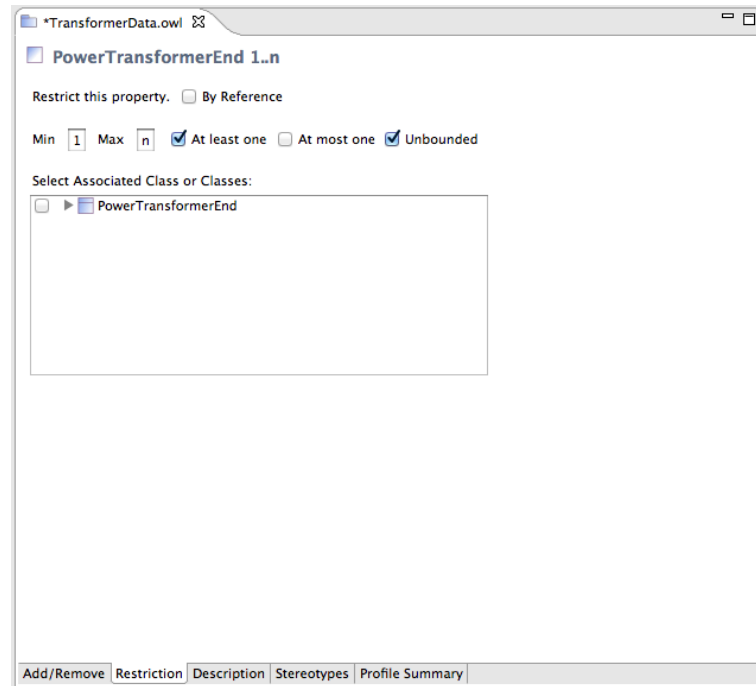 *TransformerData.owl
PowerTransformerEnd 1..n
Restrict this property. By Reference
Min 1 Max n At least one At most one Unbounded
Select Associated Class or Classes:
PowerTransformerEnd
Add/Remove Restriction Description Stereotypes Profile Summary